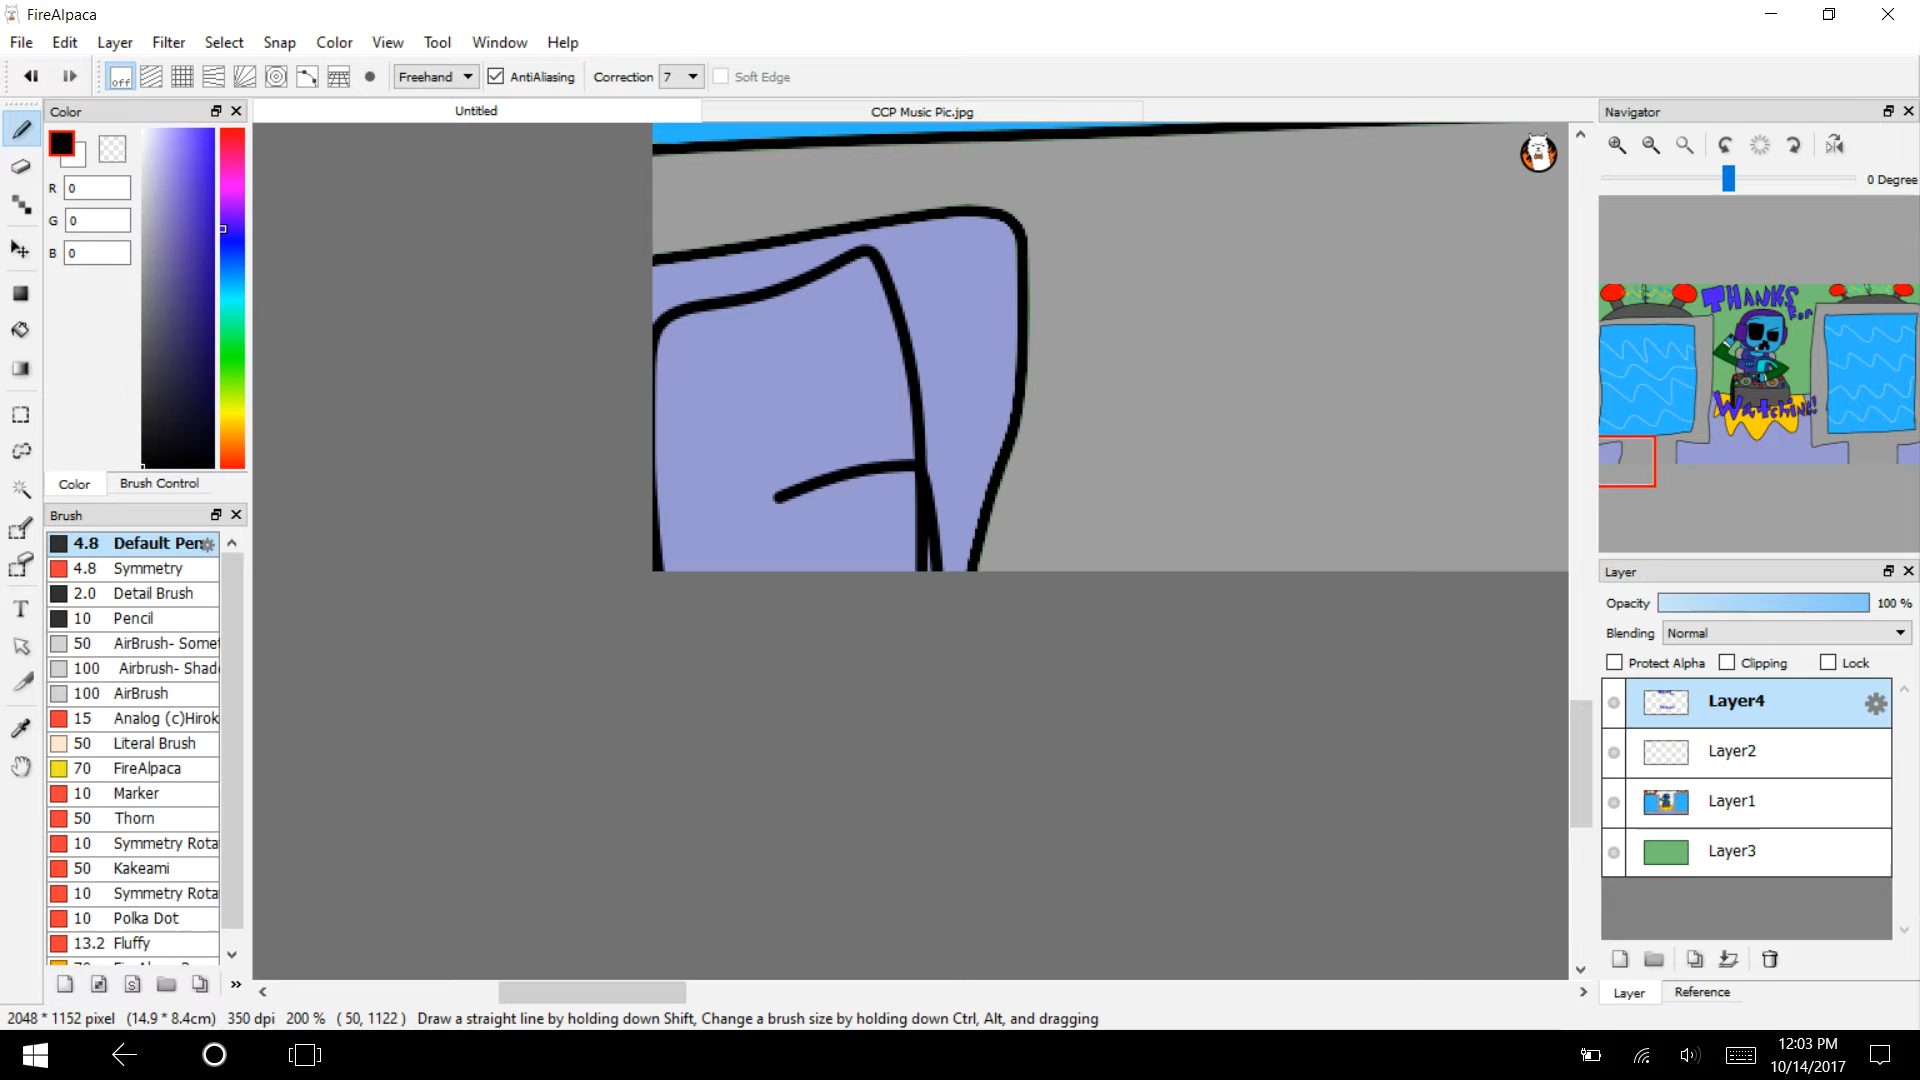 FireAlpaca
File Edit Layer Filter Select Snap Color View Tool Window Help
off Freehand AntiAliasing Correction 7 Soft Edge
Color
Untitled
CCP Music Pic.jpg
Navigator
0 Degree
R 0
G 0
B 0
THANKS
For
Watching!
Color Brush Control
Brush
4.8 Default Pen
4.8 Symmetry
2.0 Detail Brush
10 Pencil
50 AirBrush- Somet
100 Airbrush- Shad
100 AirBrush
15 Analog (c)Hirok
50 Literal Brush
70 FireAlpaca
10 Marker
50 Thorn
10 Symmetry Rota
50 Kakeami
10 Symmetry Rota
10 Polka Dot
13.2 Fluffy
Layer
Opacity 100 %
Blending Normal
Protect Alpha Clipping Lock
Layer4
Layer2
Layer1
Layer3
Layer Reference
2048 * 1152 pixel (14.9 * 8.4cm) 350 dpi 200 % ( 50, 1122 ) Draw a straight line by holding down Shift, Change a brush size by holding down Ctrl, Alt, and dragging
12:03 PM
10/14/2017